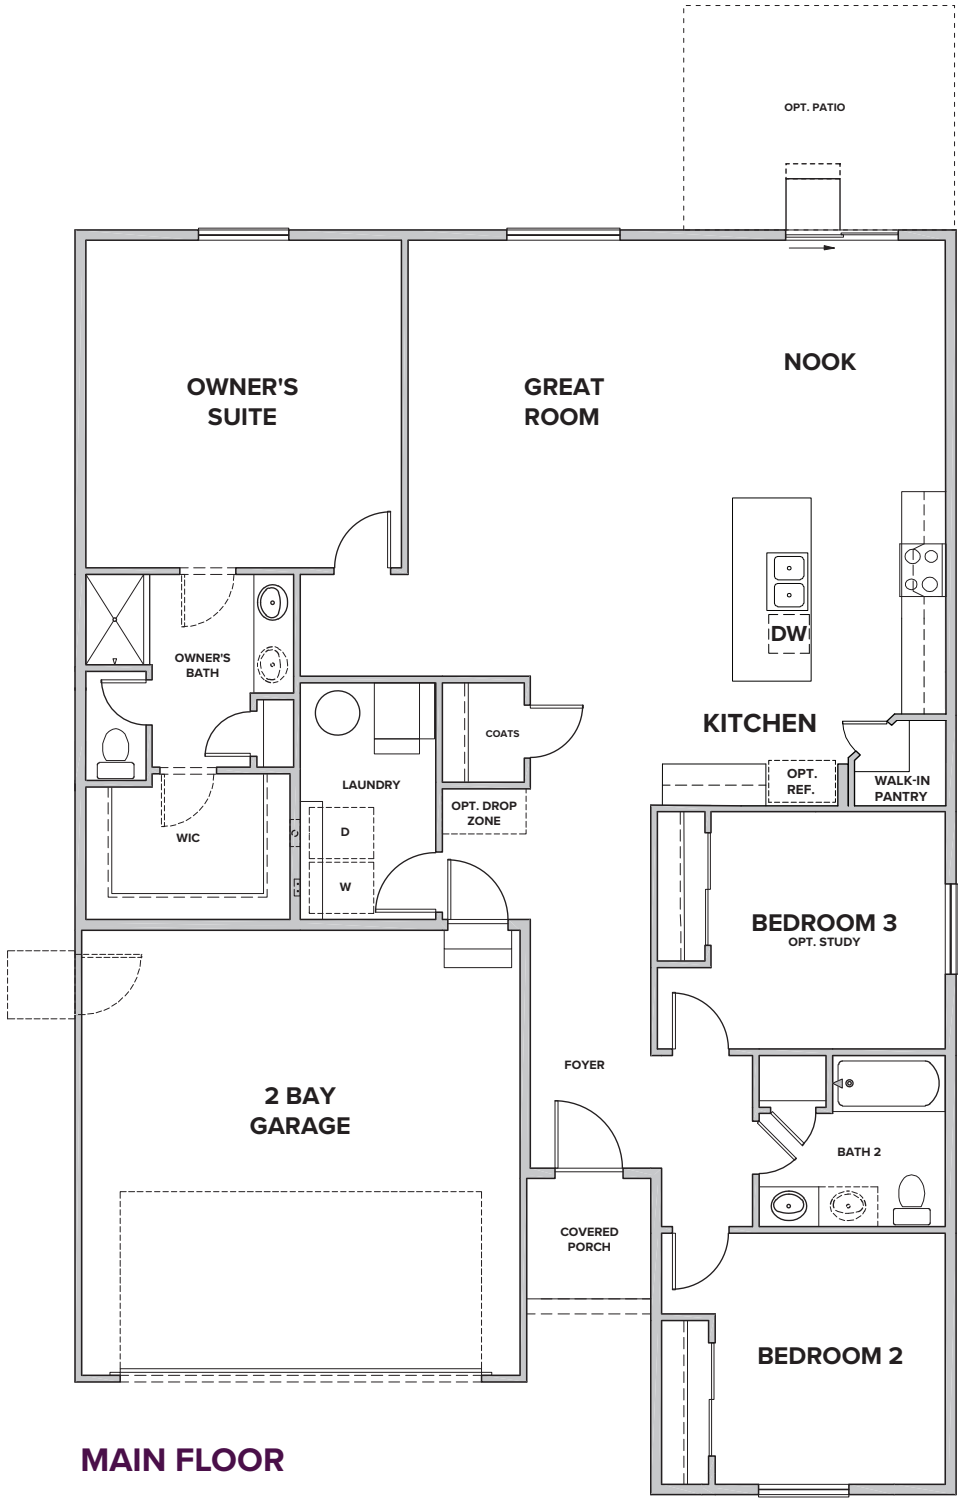 OPT. PATIO
NOOK
OWNER'S
SUITE
GREAT
ROOM
DW
OWNER'S
BATH
KITCHEN
COATS
OPT.
REF.
WALK-IN
PANTRY
LAUNDRY
OPT. DROP
ZONE
D
WIC
W
BEDROOM 3
OPT. STUDY
FOYER
2 BAY
GARAGE
BATH 2
COVERED
PORCH
BEDROOM 2
MAIN FLOOR